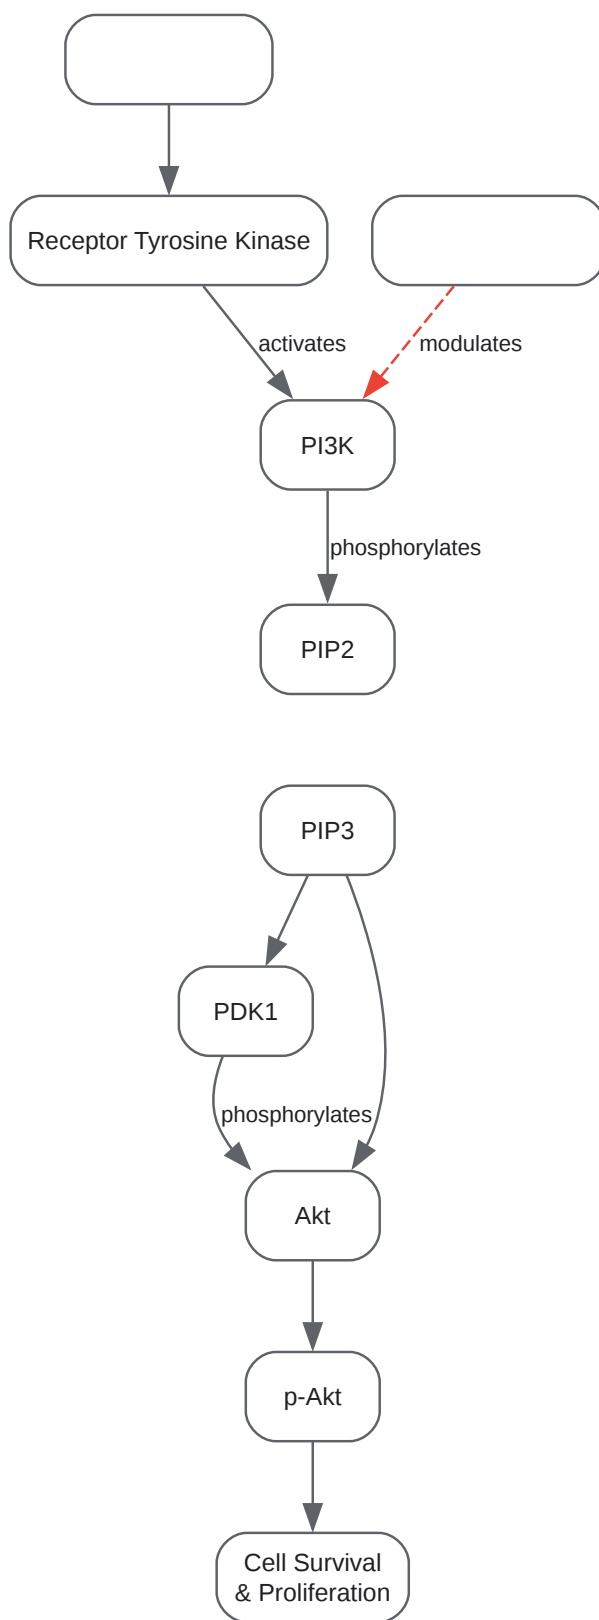 Receptor Tyrosine Kinase
activates
modulates
PI3K
phosphorylates
PIP2
PIP3
PDK1
phosphorylates
Akt
p-Akt
Cell Survival
& Proliferation